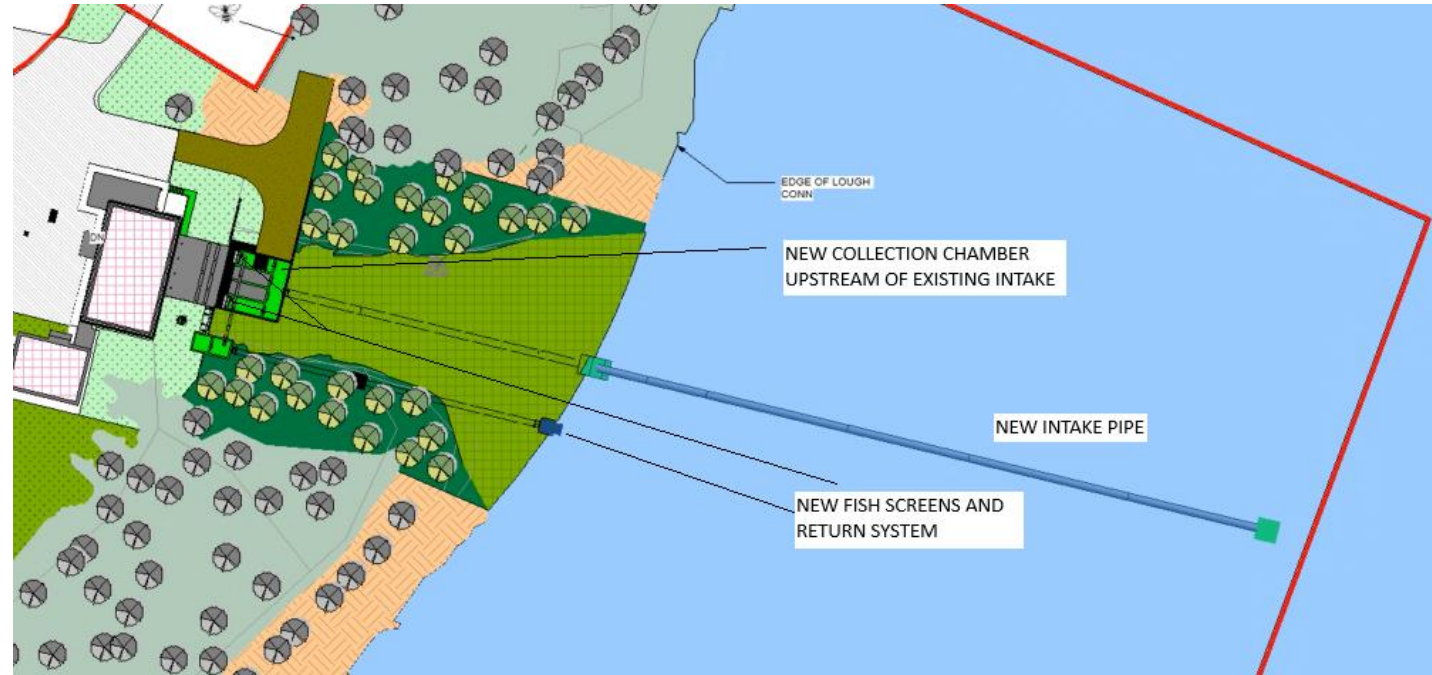 EDGE OF LOUGH
CONN
NEW COLLECTION CHAMBER
UPSTREAM OF EXISTING INTAKE
DN
NEW INTAKE PIPE
NEW FISH SCREENS AND
RETURN SYSTEM